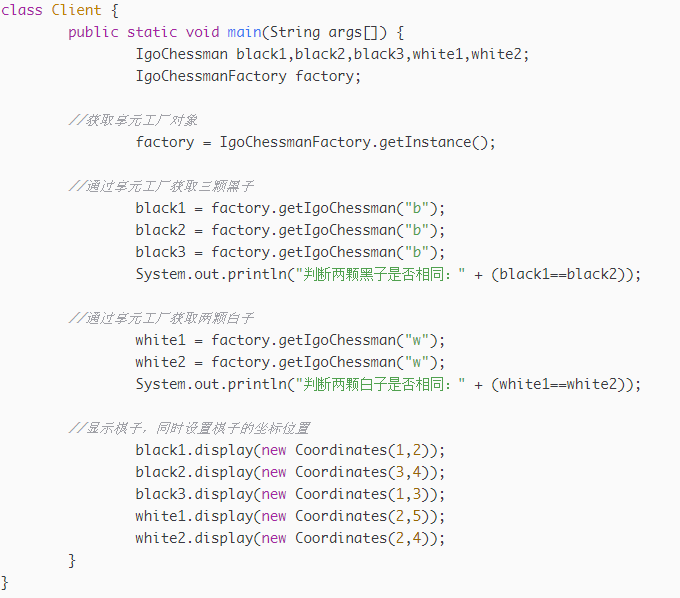 class Client {
public static void main(String args[]) {
IgoChessman black1,black2,black3,white1,white2;
IgoChessmanFactory factory;
//获取享元工厂对象
factory = IgoChessmanFactory.getInstance();
//通过享元工厂获取三颗黑子
black1 = factory.getIgoChessman("b");
black2 = factory.getIgoChessman("b");
black3 = factory.getIgoChessman("b");
System.out.println("判断两颗黑子是否相同：" + (black1==black2));
//通过享元工厂获取两颗白子
white1 = factory.getIgoChessman("w");
white2 = factory.getIgoChessman("w");
System.out.println("判断两颗白子是否相同：" + (white1==white2));
//显示棋子，同时设置棋子的坐标位置
black1.display(new Coordinates(1,2));
black2.display(new Coordinates(3,4));
black3.display(new Coordinates(1,3));
white1.display(new Coordinates(2,5));
white2.display(new Coordinates(2,4));
}
}